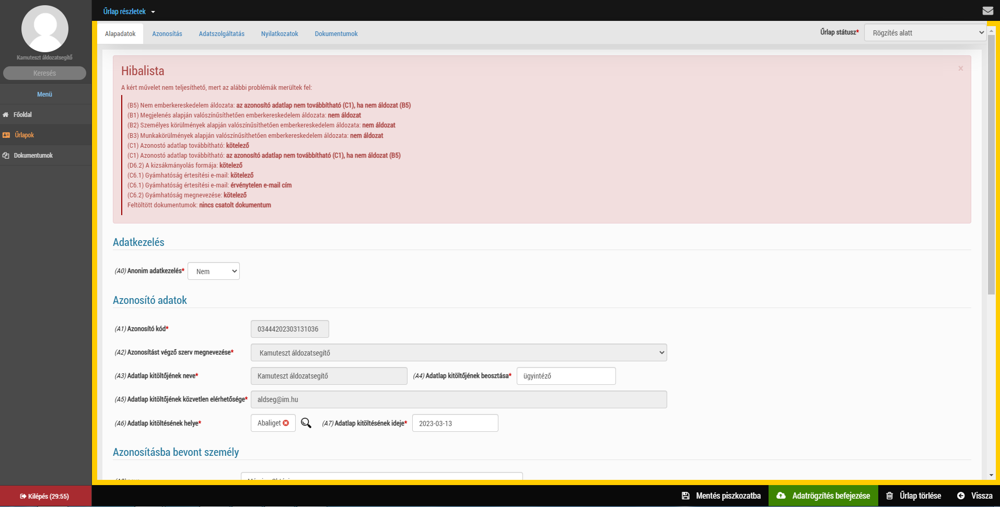 Űrlap részletek
Kamuteszt áldozatsegítő
Keresés
Menü
Főoldal
Űrlapok
Dokumentumok
Kilépés (29:55)
Alapadatok Azonosítás Adatszolgáltatás Nyilatkozatok Dokumentumok
Űrlap státusz* Rögzítés alatt
Hibalista
×
A kért művelet nem teljesíthető, mert az alábbi problémák merültek fel:
(B5) Nem emberkereskedelem áldozata: az azonosító adatlap nem továbbítható (C1), ha nem áldozat (B5)
(B1) Megjelenés alapján valószínűsíthetően emberkereskedelem áldozata: nem áldozat
(B2) Személyes körülmények alapján valószínűsíthetően emberkereskedelem áldozata: nem áldozat
(B3) Munkakörülmények alapján valószínűsíthetően emberkereskedelem áldozata: nem áldozat
(C1) Azonostó adatlap továbbítható: kötelező
(C1) Azonostó adatlap továbbítható: az azonosító adatlap nem továbbítható (C1), ha nem áldozat (B5)
(D6.2) A kizsákmányolás formája: kötelező
(C6.1) Gyámhatóság értesítési e-mail: kötelező
(C6.1) Gyámhatóság értesítési e-mail: érvénytelen e-mail cím
(C6.2) Gyámhatóság megnevezése: kötelező
Feltöltött dokumentumok: nincs csatolt dokumentum
Adatkezelés
(A0) Anonim adatkezelés* Nem
Azonosító adatok
(A1) Azonosító kód* 03444202303131036
(A2) Azonosítást végző szerv megnevezése* Kamuteszt áldozatsegítő
(A3) Adatlap kitöltőjének neve* Kamuteszt áldozatsegítő (A4) Adatlap kitöltőjének beosztása* ügyintéző
(A5) Adatlap kitöltőjének közvetlen elérhetősége* aldseg@im.hu
(A6) Adatlap kitöltésének helye* Abaliget (A7) Adatlap kitöltésének ideje* 2023-03-13
Azonosításba bevont személy
Mentés piszkozatba Adatrögzítés befejezése Űrlap törlése Vissza